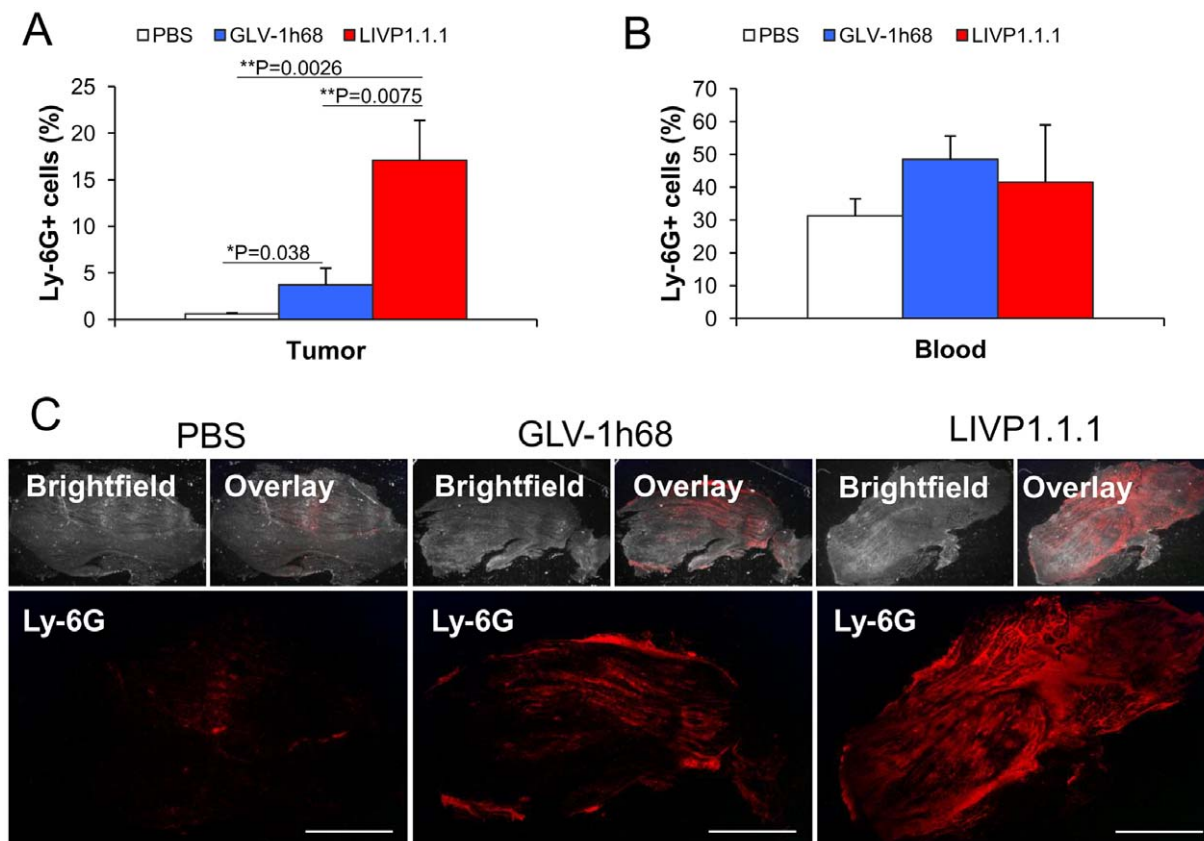 A
PBS GLV-1h68 LIVP1.1.1
**P=0.0026
**P=0.0075
*P=0.038
Ly-6G+ cells (%)
25
20
15
10
5
0
Tumor
B
PBS GLV-1h68 LIVP1.1.1
Ly-6G+ cells (%)
70
60
50
40
30
20
10
0
Blood
C
PBS
GLV-1h68
LIVP1.1.1
Brightfield
Overlay
Brightfield
Overlay
Brightfield
Overlay
Ly-6G
Ly-6G
Ly-6G